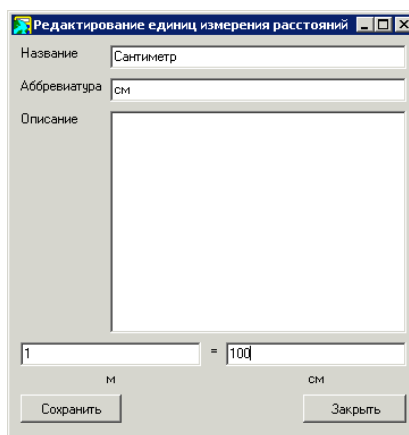 Редактирование единиц измерения расстояний
Название Сантиметр
Аббревиатура см
Описание
1 = 100
м см
Сохранить Закрыть